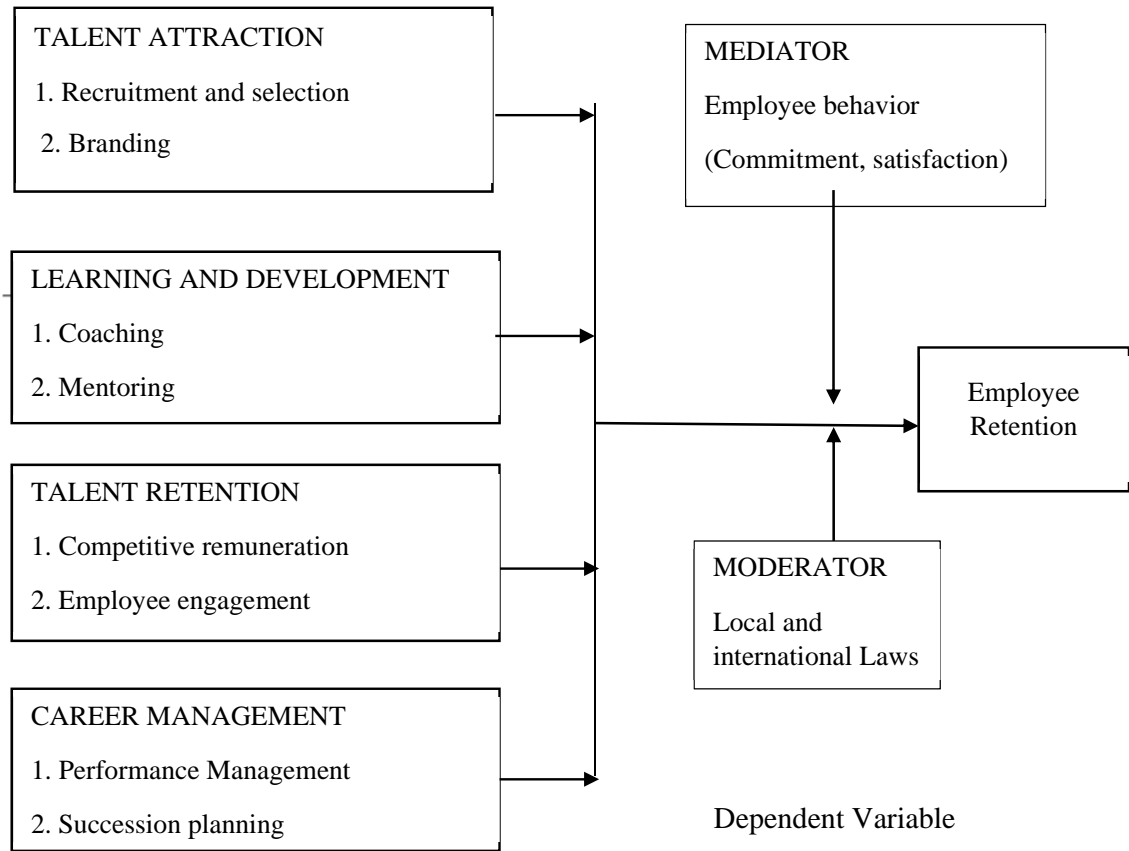 TALENT ATTRACTION
1. Recruitment and selection
2. Branding
LEARNING AND DEVELOPMENT
1. Coaching
2. Mentoring
TALENT RETENTION
1. Competitive remuneration
2. Employee engagement
CAREER MANAGEMENT
1. Performance Management
2. Succession planning
MEDIATOR
Employee behavior
(Commitment, satisfaction)
Employee
Retention
MODERATOR
Local and
international Laws
Dependent Variable